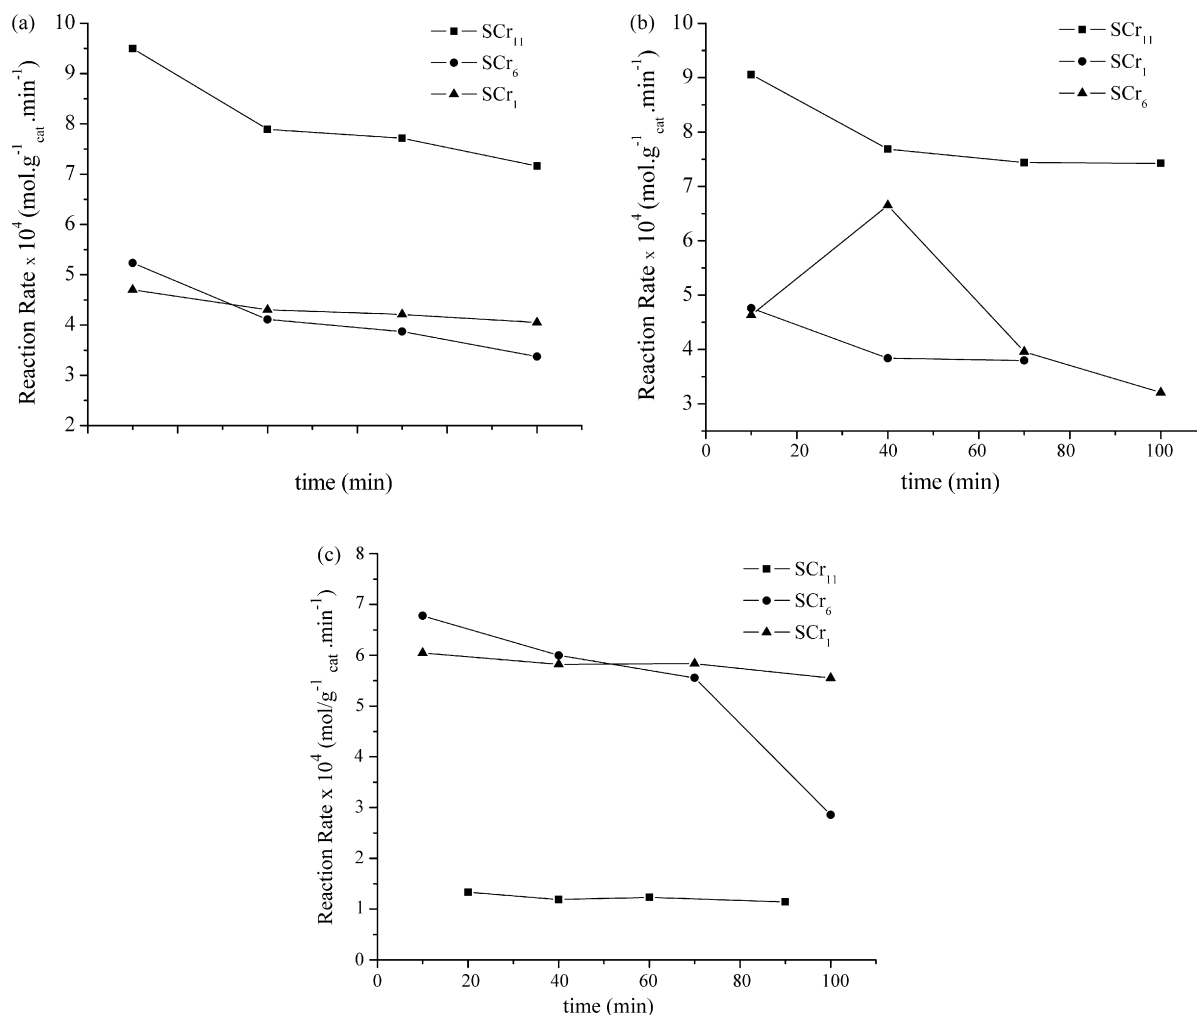 (a)
SCr11
SCr6
SCr1
10
9
8
7
6
5
4
3
2
Reaction Rate x 10^4 (mol.g^-1 cat .min^-1)
time (min)
(b)
SCr11
SCr1
SCr6
10
9
8
7
6
5
4
3
Reaction Rate x 10^4 (mol.g^-1 cat .min^-1)
0 20 40 60 80 100
time (min)
(c)
SCr11
SCr6
SCr1
8
7
6
5
4
3
2
1
0
Reaction Rate x 10^4 (mol/g^-1 cat .min^-1)
0 20 40 60 80 100
time (min)